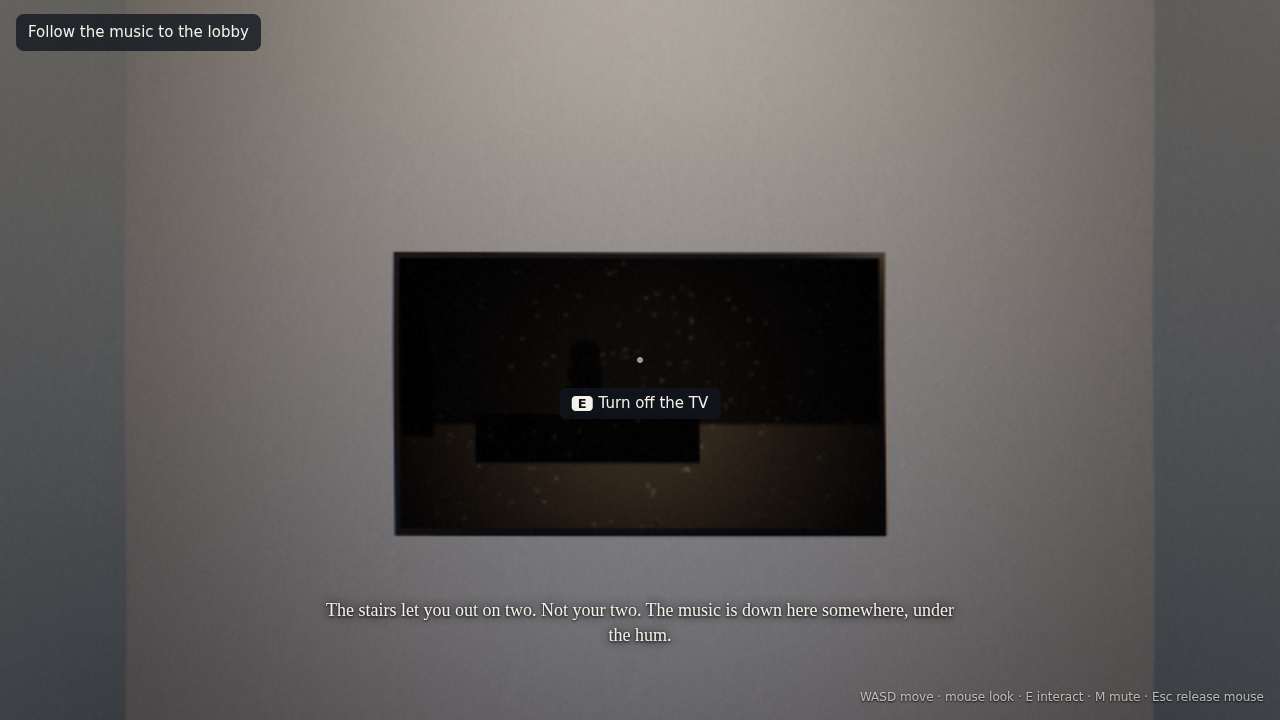 Follow the music to the lobby
E Turn off the TV
The stairs let you out on two. Not your two. The music is down here somewhere, under
the hum.
WASD move · mouse look · E interact · M mute · Esc release mouse